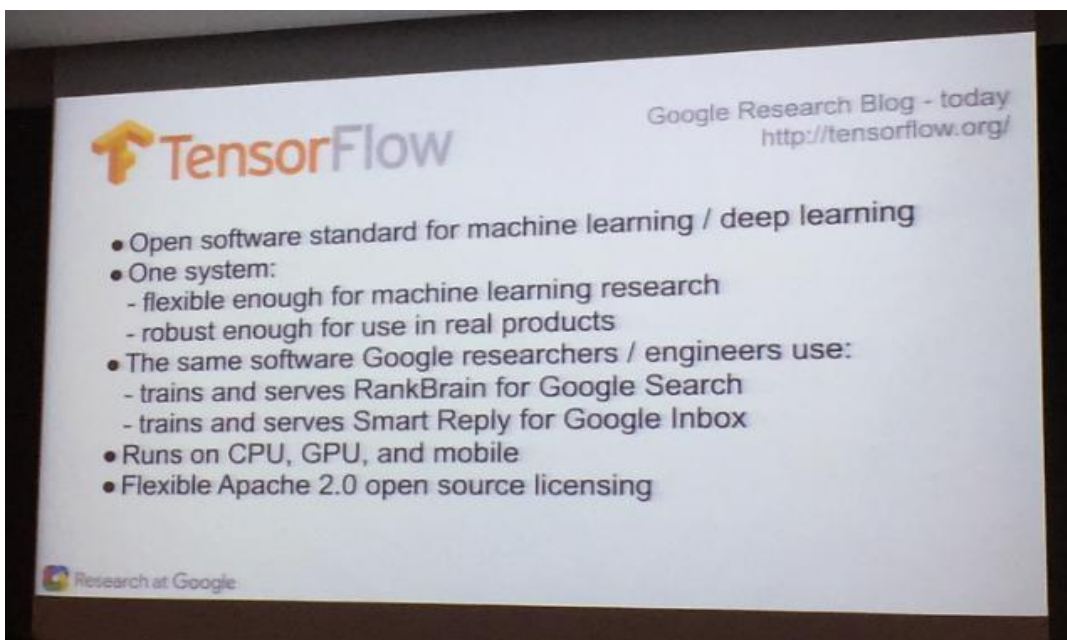 TensorFlow
Google Research Blog - today
http://tensorflow.org/
• Open software standard for machine learning / deep learning
• One system:
- flexible enough for machine learning research
- robust enough for use in real products
• The same software Google researchers / engineers use:
- trains and serves RankBrain for Google Search
- trains and serves Smart Reply for Google Inbox
• Runs on CPU, GPU, and mobile
• Flexible Apache 2.0 open source licensing
Research at Google